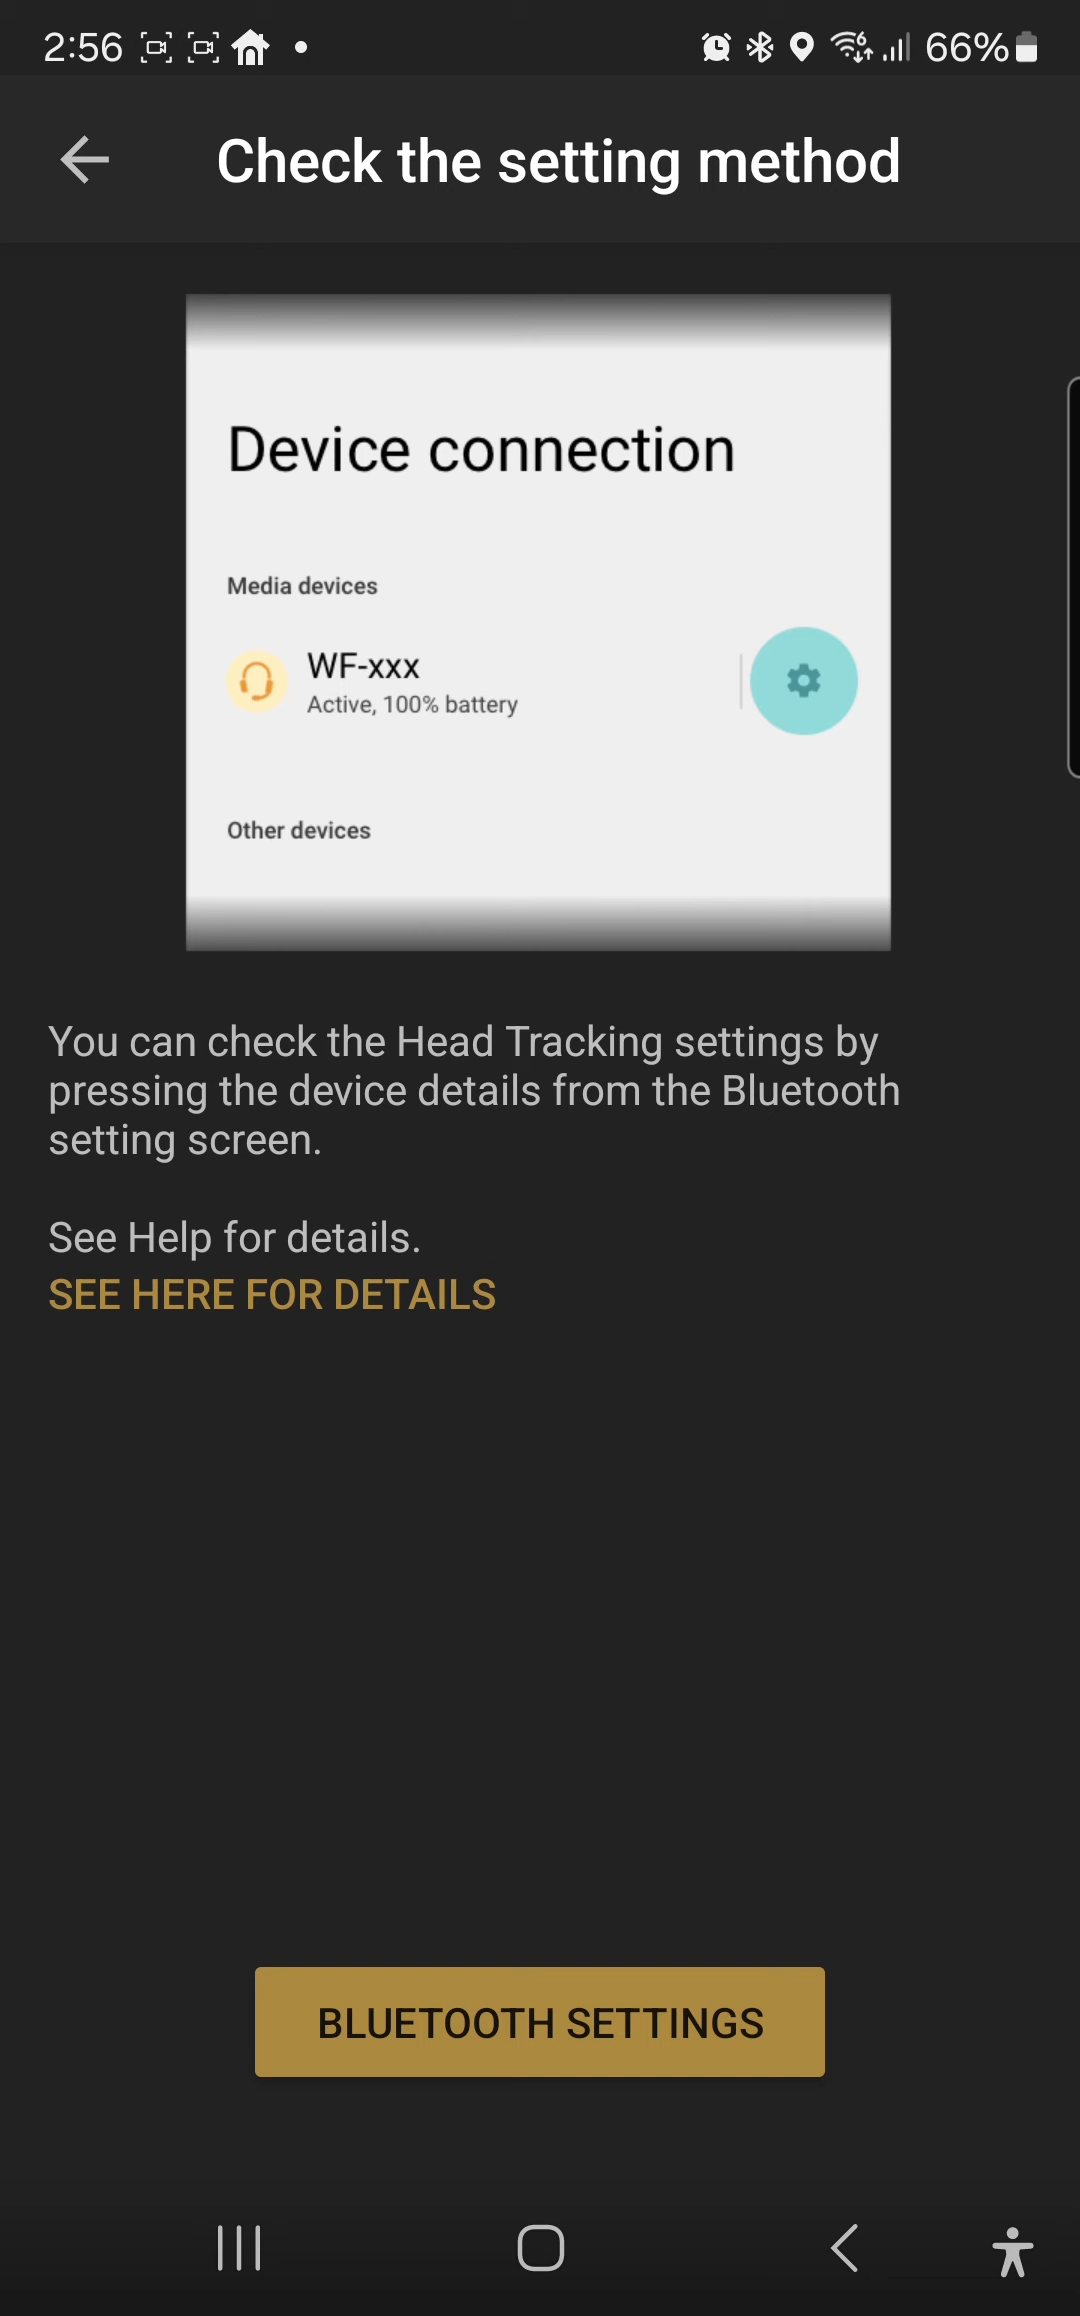 2:56
66%
Check the setting method
Device connection
Media devices
WF-xxx
Active, 100% battery
Other devices
You can check the Head Tracking settings by
pressing the device details from the Bluetooth
setting screen.
See Help for details.
SEE HERE FOR DETAILS
BLUETOOTH SETTINGS